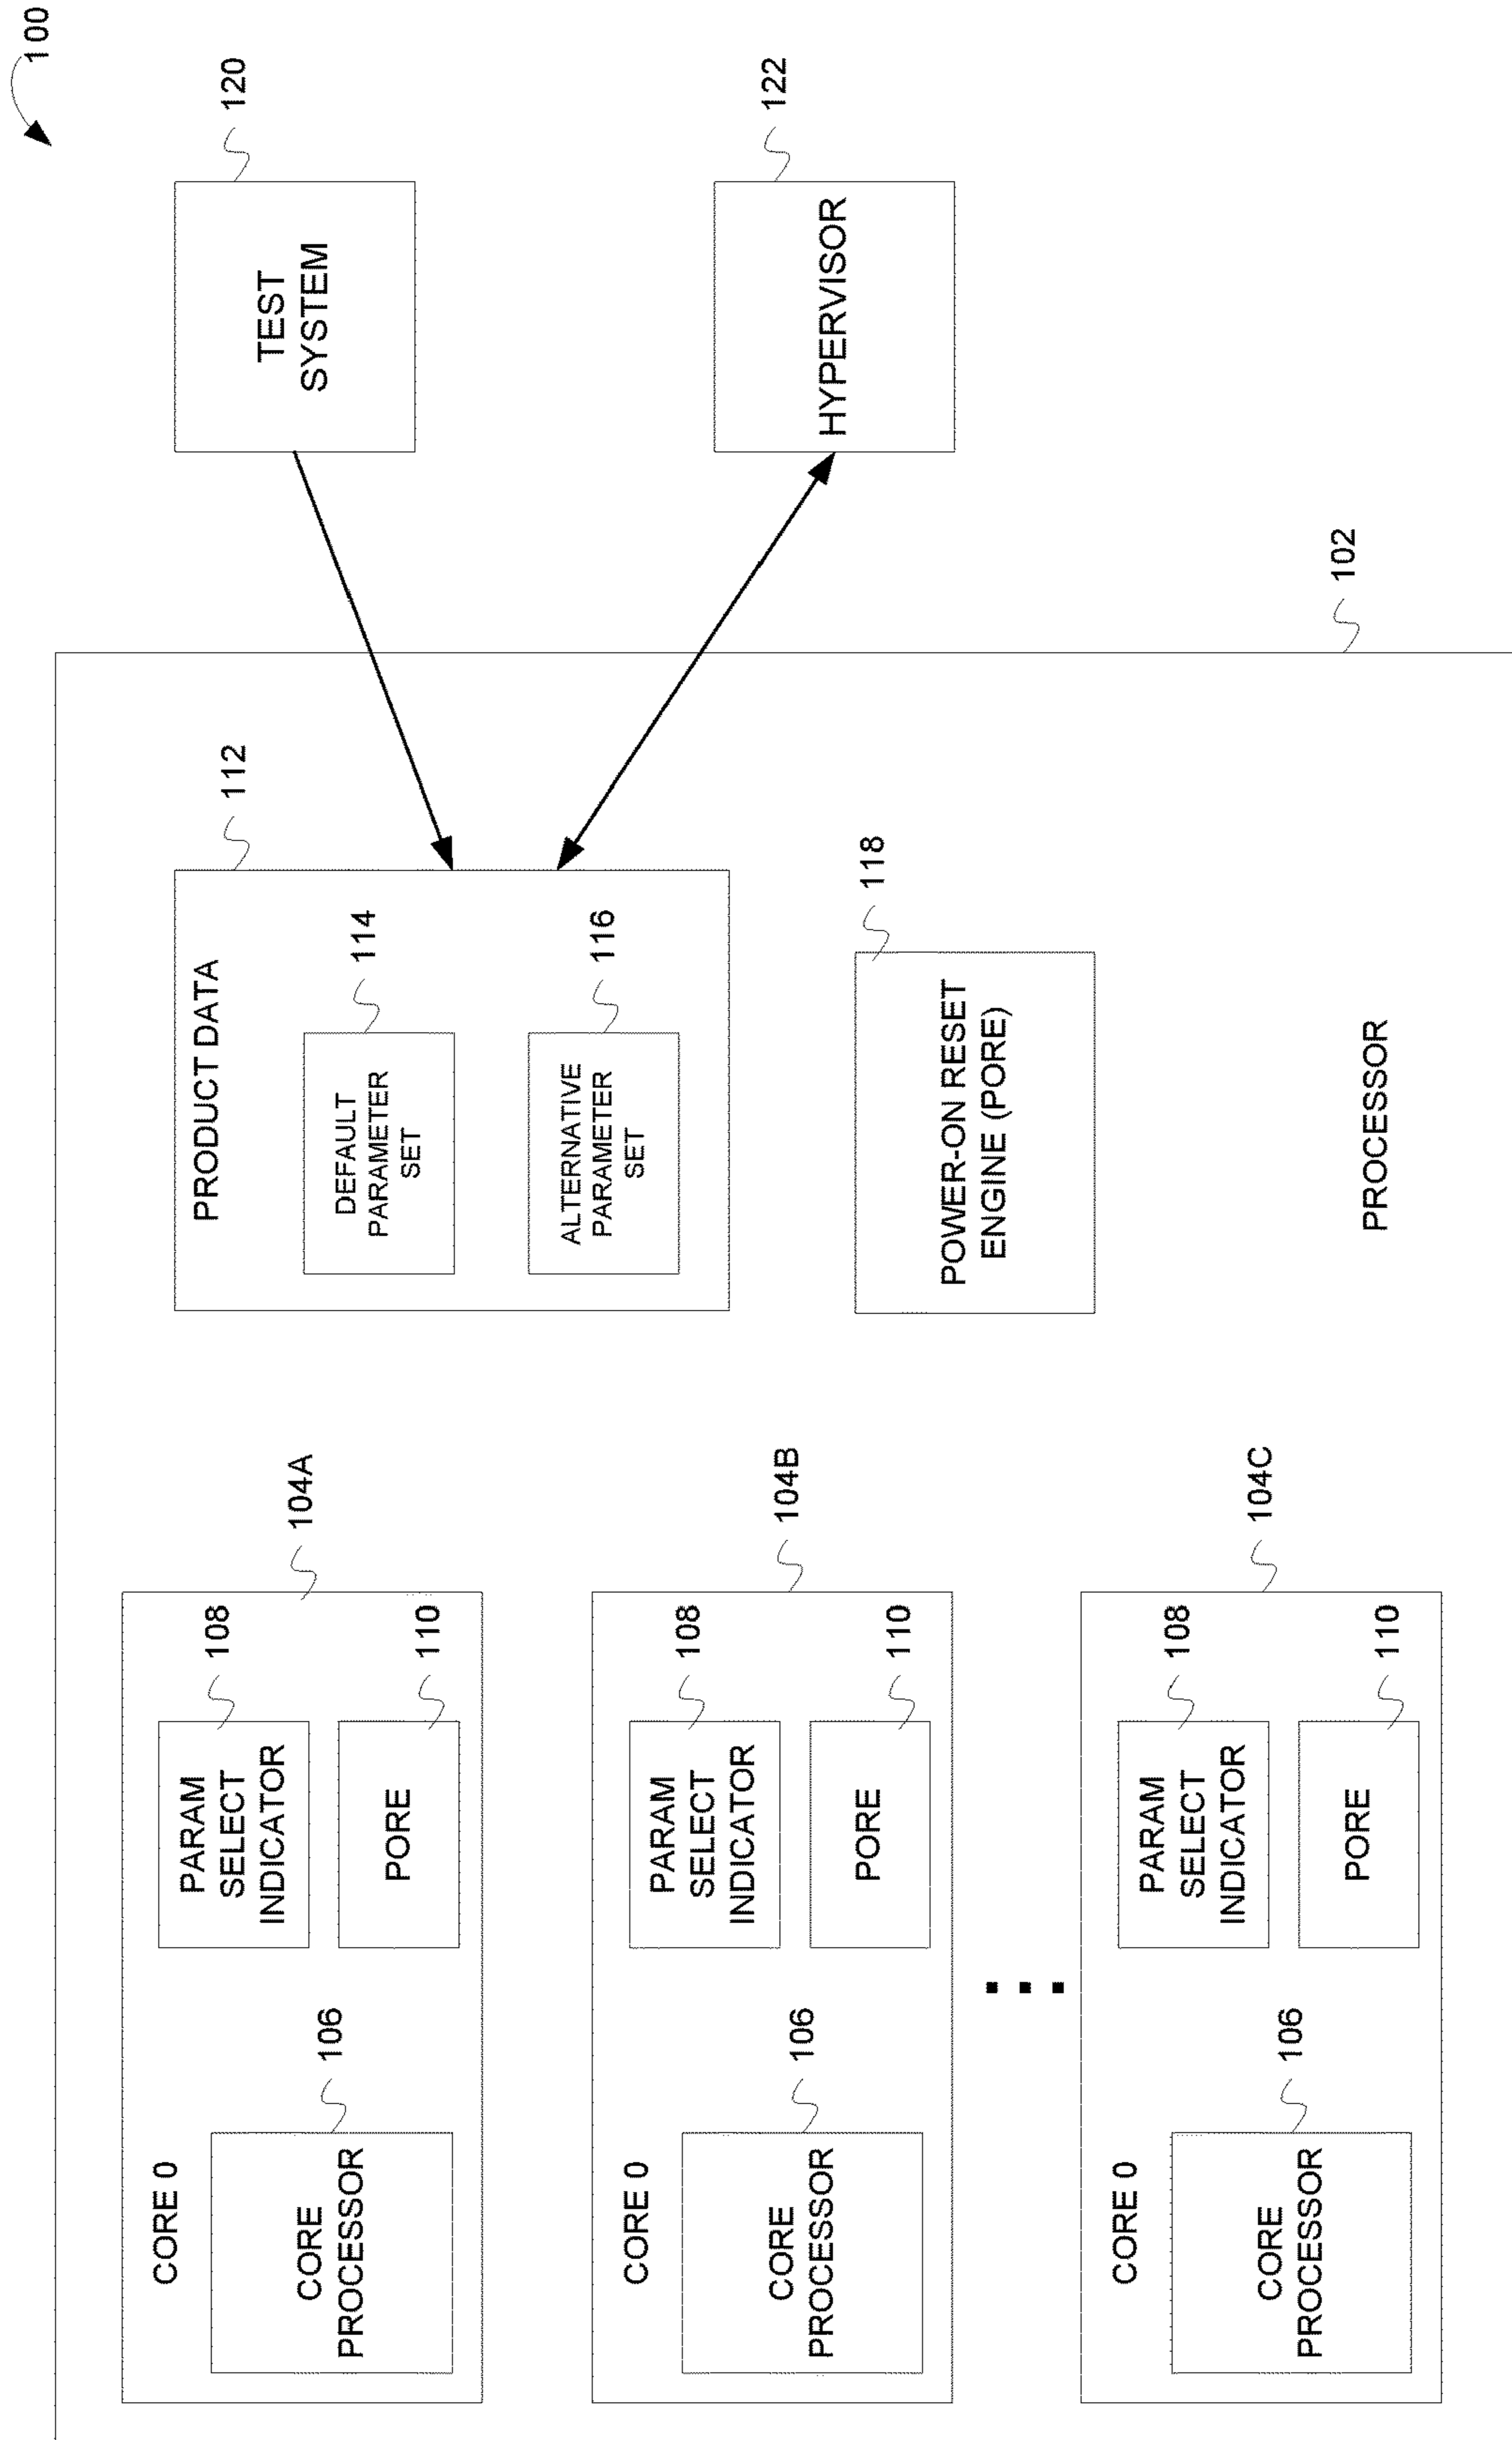 100
104A
CORE 0
108
PARAM
SELECT
INDICATOR
106
CORE
PROCESSOR
110
PORE
104B
CORE 0
108
PARAM
SELECT
INDICATOR
106
CORE
PROCESSOR
110
PORE
104C
CORE 0
108
PARAM
SELECT
INDICATOR
106
CORE
PROCESSOR
110
PORE
112
PRODUCT DATA
114
DEFAULT
PARAMETER
SET
116
ALTERNATIVE
PARAMETER
SET
118
POWER-ON RESET
ENGINE (PORE)
PROCESSOR
102
120
TEST
SYSTEM
122
HYPERVISOR